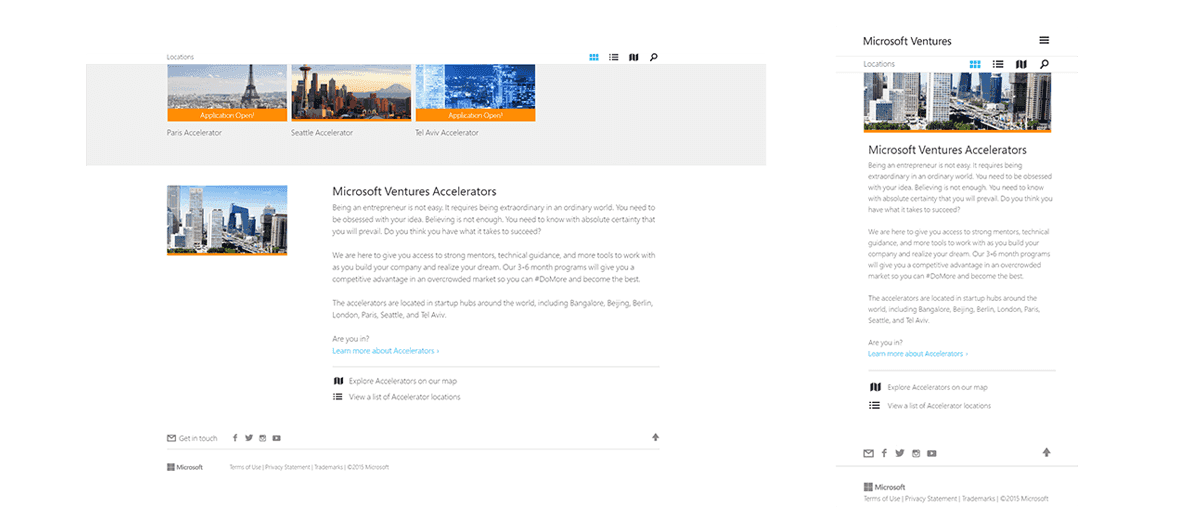 Locations
Application Open!
Application Open!
Paris Accelerator
Seattle Accelerator
Tel Aviv Accelerator
Microsoft Ventures Accelerators
Being an entrepreneur is not easy. It requires being extraordinary in an ordinary world. You need to
be obsessed with your idea. Believing is not enough. You need to know with absolute certainty that
you will prevail. Do you think you have what it takes to succeed?
We are here to give you access to strong mentors, technical guidance, and more tools to work with
as you build your company and realize your dream. Our 3-6 month programs will give you a
competitive advantage in an overcrowded market so you can #DoMore and become the best.
The accelerators are located in startup hubs around the world, including Bangalore, Beijing, Berlin,
London, Paris, Seattle, and Tel Aviv.
Are you in?
Learn more about Accelerators ›
Explore Accelerators on our map
View a list of Accelerator locations
Get in touch
Microsoft
Terms of Use | Privacy Statement | Trademarks | ©2015 Microsoft
Microsoft Ventures
Locations
Microsoft Ventures Accelerators
Being an entrepreneur is not easy. It requires being
extraordinary in an ordinary world. You need to be obsessed
with your idea. Believing is not enough. You need to know
with absolute certainty that you will prevail. Do you think you
have what it takes to succeed?
We are here to give you access to strong mentors, technical
guidance, and more tools to work with as you build your
company and realize your dream. Our 3-6 month programs
will give you a competitive advantage in an overcrowded
market so you can #DoMore and become the best.
The accelerators are located in startup hubs around the
world, including Bangalore, Beijing, Berlin, London, Paris,
Seattle, and Tel Aviv.
Are you in?
Learn more about Accelerators ›
Explore Accelerators on our map
View a list of Accelerator locations
Microsoft
Terms of Use | Privacy Statement | Trademarks | ©2015 Microsoft